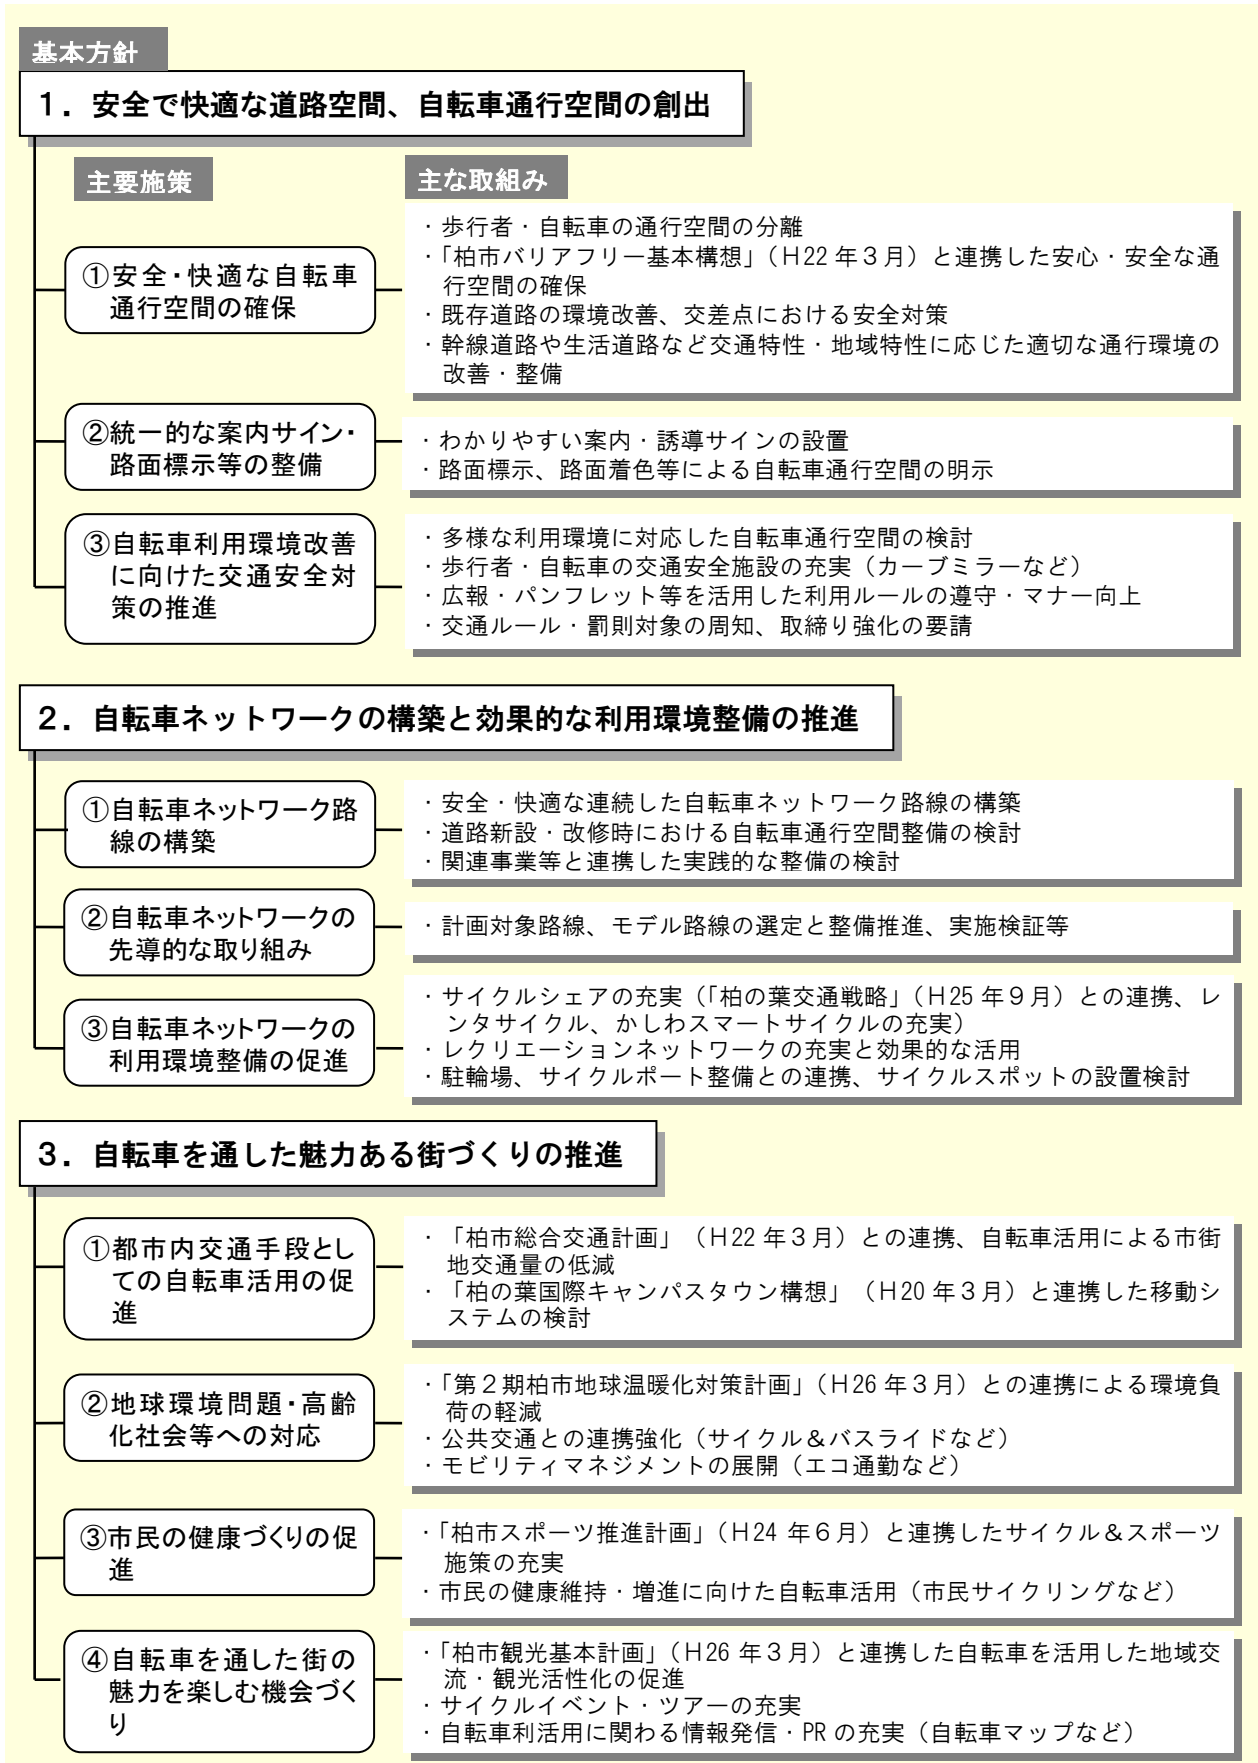 基本方針
１．安全で快適な道路空間、自転車通行空間の創出
主要施策
主な取組み
①安全・快適な自転車
通行空間の確保
・歩行者・自転車の通行空間の分離
・「柏市バリアフリー基本構想」（Ｈ22年３月）と連携した安心・安全な通
行空間の確保
・既存道路の環境改善、交差点における安全対策
・幹線道路や生活道路など交通特性・地域特性に応じた適切な通行環境の
改善・整備
②統一的な案内サイン・
路面標示等の整備
・わかりやすい案内・誘導サインの設置
・路面標示、路面着色等による自転車通行空間の明示
③自転車利用環境改善
に向けた交通安全対
策の推進
・多様な利用環境に対応した自転車通行空間の検討
・歩行者・自転車の交通安全施設の充実（カーブミラーなど）
・広報・パンフレット等を活用した利用ルールの遵守・マナー向上
・交通ルール・罰則対象の周知、取締り強化の要請
２．自転車ネットワークの構築と効果的な利用環境整備の推進
①自転車ネットワーク路
線の構築
・安全・快適な連続した自転車ネットワーク路線の構築
・道路新設・改修時における自転車通行空間整備の検討
・関連事業等と連携した実践的な整備の検討
②自転車ネットワークの
先導的な取り組み
・計画対象路線、モデル路線の選定と整備推進、実施検証等
③自転車ネットワークの
利用環境整備の促進
・サイクルシェアの充実（「柏の葉交通戦略」（Ｈ25年９月）との連携、レ
ンタサイクル、かしわスマートサイクルの充実）
・レクリエーションネットワークの充実と効果的な活用
・駐輪場、サイクルポート整備との連携、サイクルスポットの設置検討
３．自転車を通した魅力ある街づくりの推進
①都市内交通手段とし
ての自転車活用の促
進
・「柏市総合交通計画」（Ｈ22年３月）との連携、自転車活用による市街
地交通量の低減
・「柏の葉国際キャンパスタウン構想」（Ｈ20年３月）と連携した移動シ
ステムの検討
②地球環境問題・高齢
化社会等への対応
・「第２期柏市地球温暖化対策計画」（Ｈ26年３月）との連携による環境負
荷の軽減
・公共交通との連携強化（サイクル＆バスライドなど）
・モビリティマネジメントの展開（エコ通勤など）
③市民の健康づくりの促
進
・「柏市スポーツ推進計画」（Ｈ24年６月）と連携したサイクル＆スポーツ
施策の充実
・市民の健康維持・増進に向けた自転車活用（市民サイクリングなど）
④自転車を通した街の
魅力を楽しむ機会づく
り
・「柏市観光基本計画」（Ｈ26年３月）と連携した自転車を活用した地域交
流・観光活性化の促進
・サイクルイベント・ツアーの充実
・自転車利活用に関わる情報発信・PRの充実（自転車マップなど）